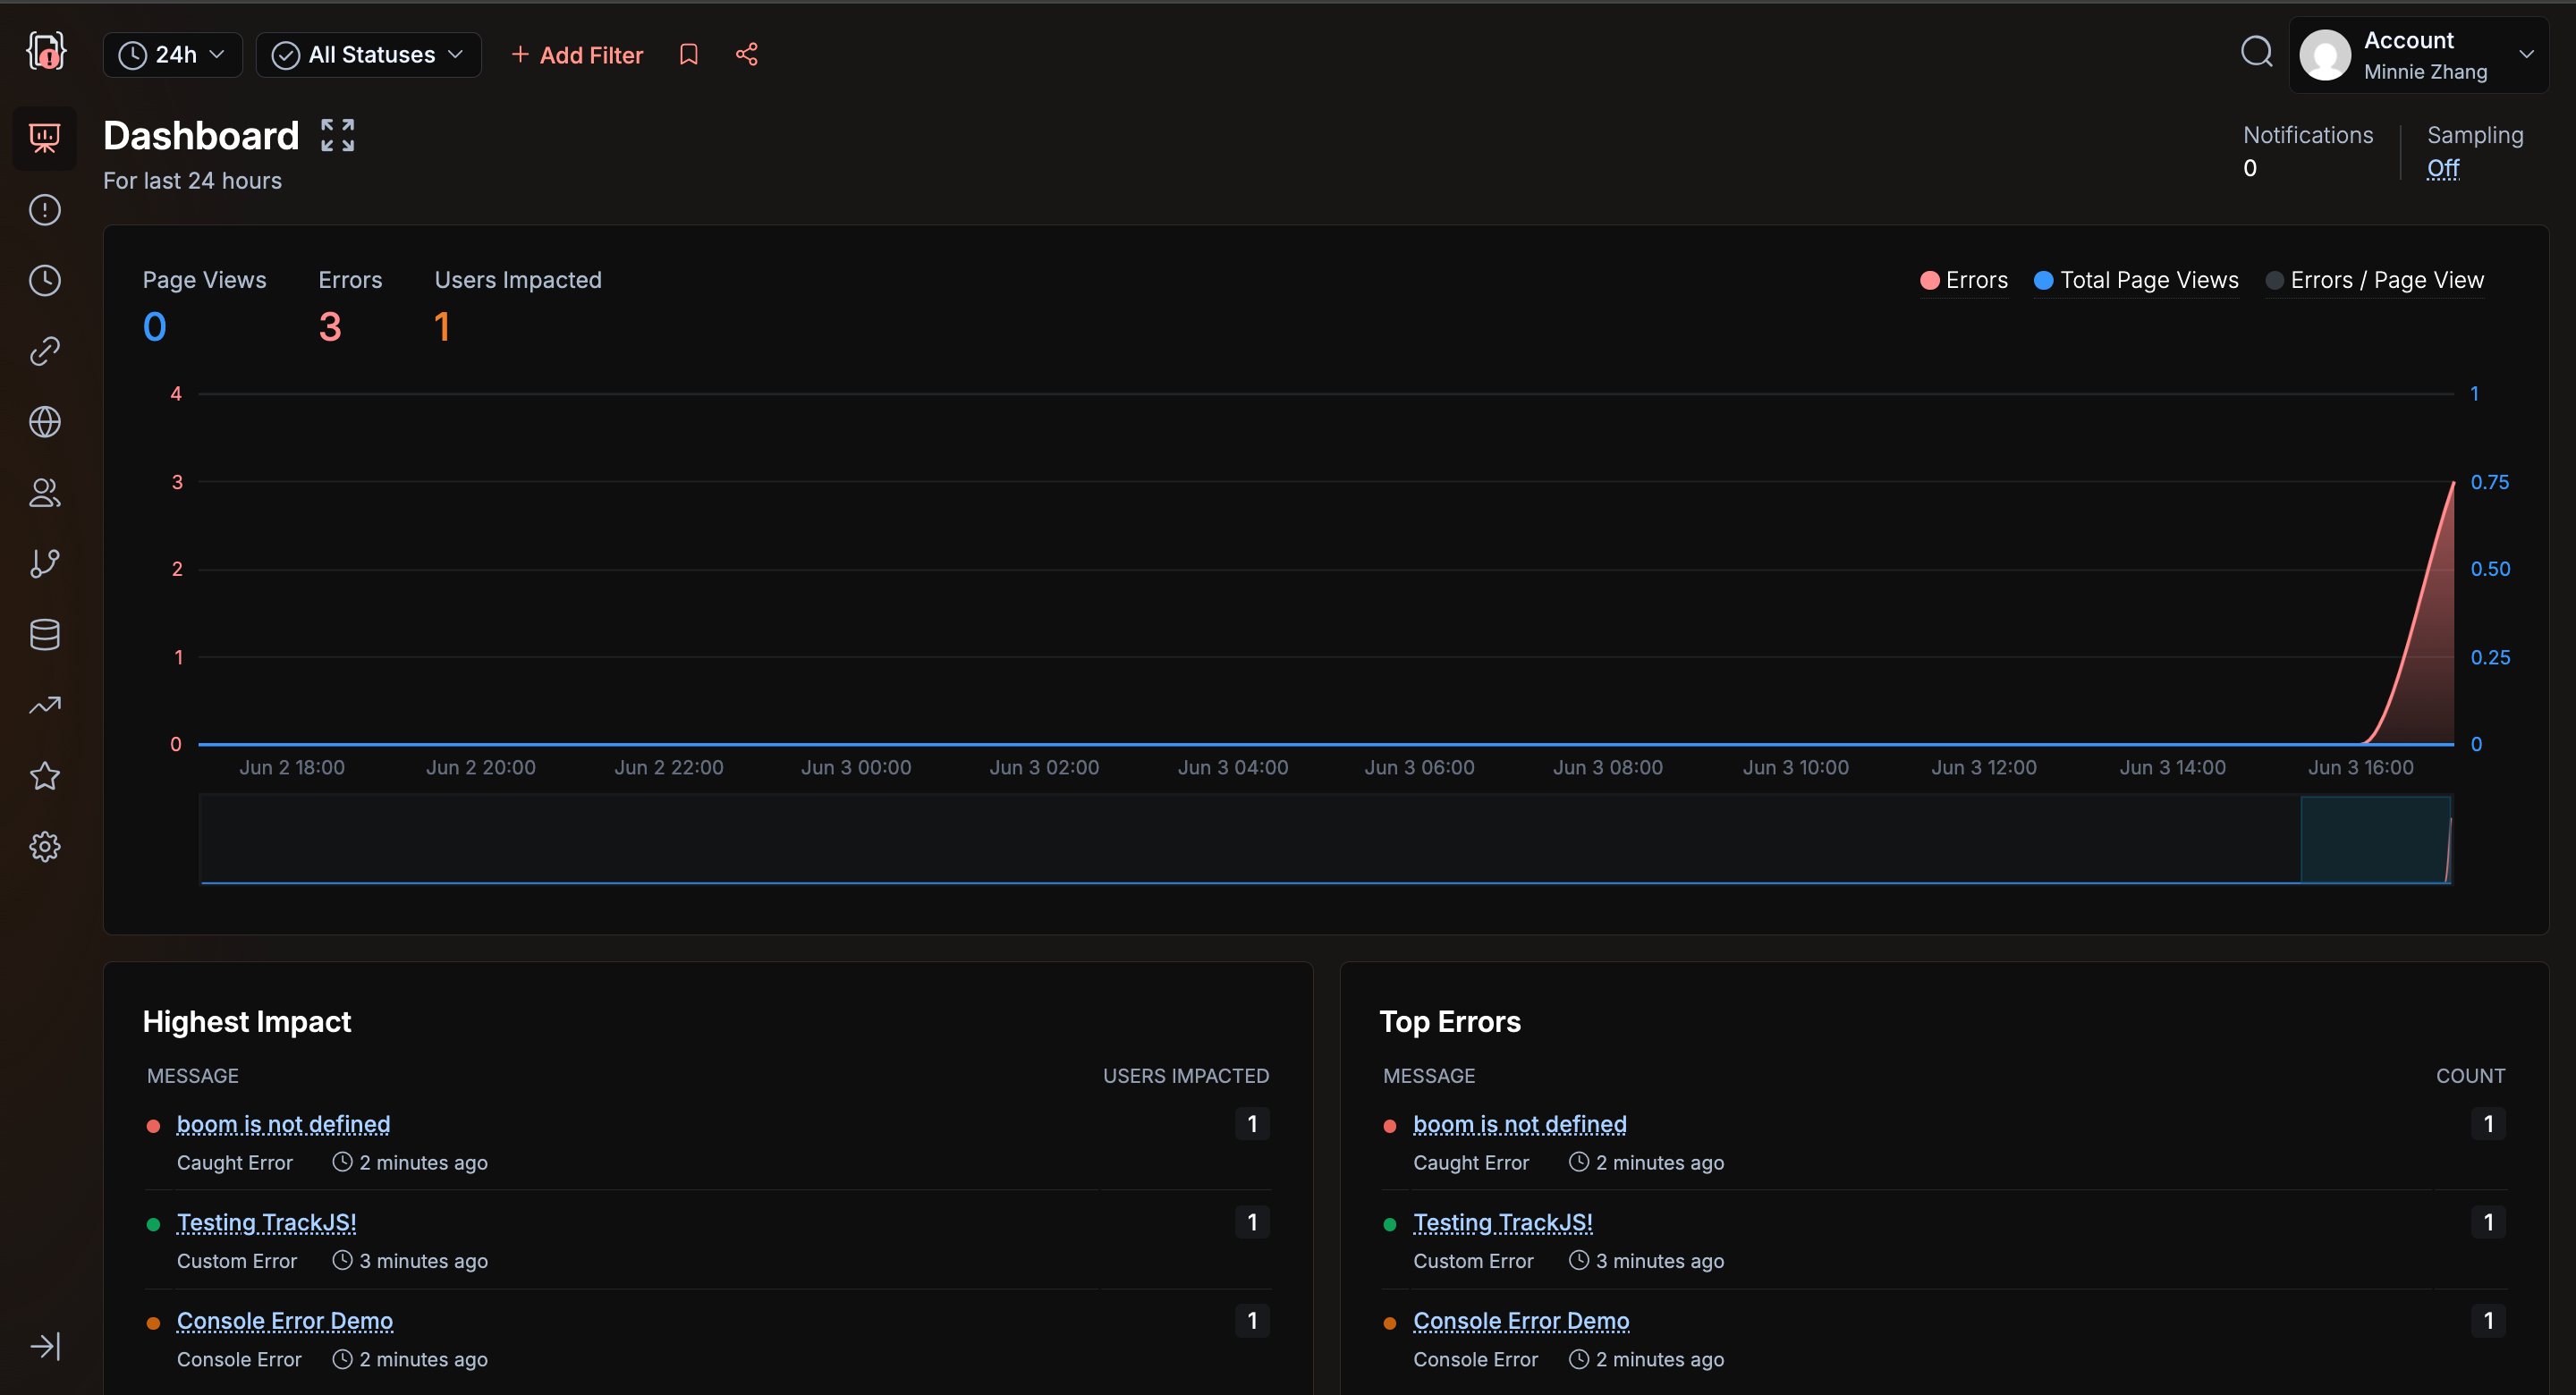 24h
All Statuses
+ Add Filter
Account
Minnie Zhang
Dashboard
For last 24 hours
Notifications
0
Sampling
Off
Page Views
0
Errors
3
Users Impacted
1
Errors
Total Page Views
Errors / Page View
4
3
2
1
0
1
0.75
0.50
0.25
0
Jun 2 18:00
Jun 2 20:00
Jun 2 22:00
Jun 3 00:00
Jun 3 02:00
Jun 3 04:00
Jun 3 06:00
Jun 3 08:00
Jun 3 10:00
Jun 3 12:00
Jun 3 14:00
Jun 3 16:00
Highest Impact
MESSAGE
USERS IMPACTED
boom is not defined
1
Caught Error
2 minutes ago
Testing TrackJS!
1
Custom Error
3 minutes ago
Console Error Demo
1
Console Error
2 minutes ago
Top Errors
MESSAGE
COUNT
boom is not defined
1
Caught Error
2 minutes ago
Testing TrackJS!
1
Custom Error
3 minutes ago
Console Error Demo
1
Console Error
2 minutes ago